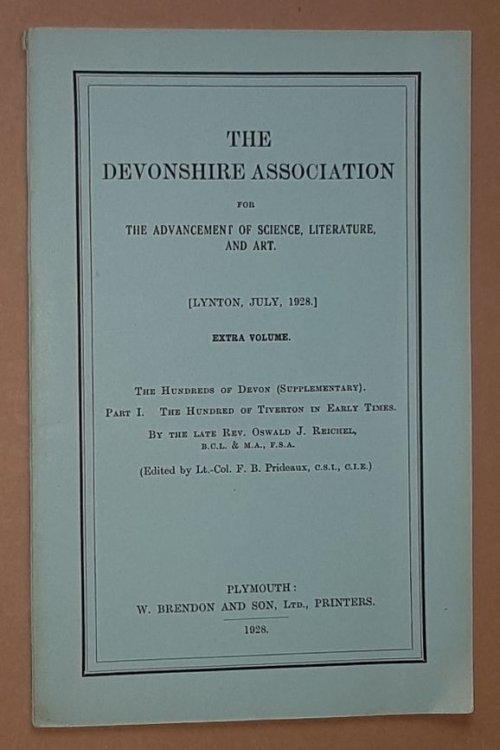 THE
DEVONSHIRE ASSOCIATION
FOR
THE ADVANCEMENT OF SCIENCE, LITERATURE,
AND ART.
[LYNTON, JULY, 1928.]
EXTRA VOLUME.
THE HUNDREDS OF DEVON (SUPPLEMENTARY).
PART I. THE HUNDRED OF TIVERTON IN EARLY TIMES.
BY THE LATE REV. OSWALD J. REICHEL,
B.C.L. & M.A., F.S.A.
(Edited by Lt.-Col. F. B. Prideaux, C.S.I., C.I.E.)
PLYMOUTH:
W. BRENDON AND SON, LTD., PRINTERS.
1928.